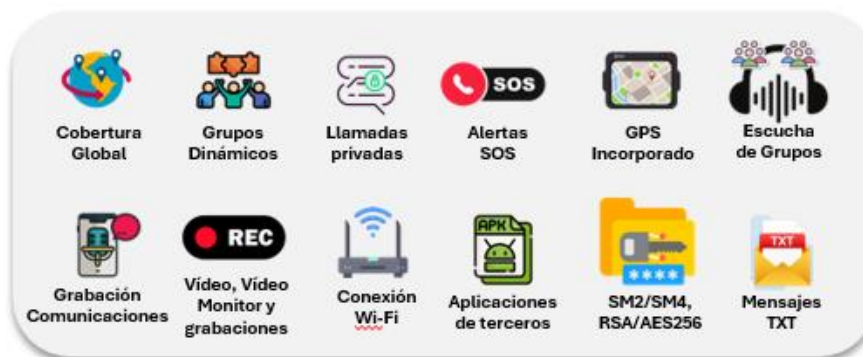 SOS
Cobertura
Global
Grupos
Dinámicos
Llamadas
privadas
Alertas
SOS
GPS
Incorporado
Escucha
de Grupos
REC
APK
****
TXT
Grabación
Comunicaciones
Vídeo, Vídeo
Monitor y
grabaciones
Conexión
Wi-Fi
Aplicaciones
de terceros
SM2/SM4,
RSA/AES256
Mensajes
TXT